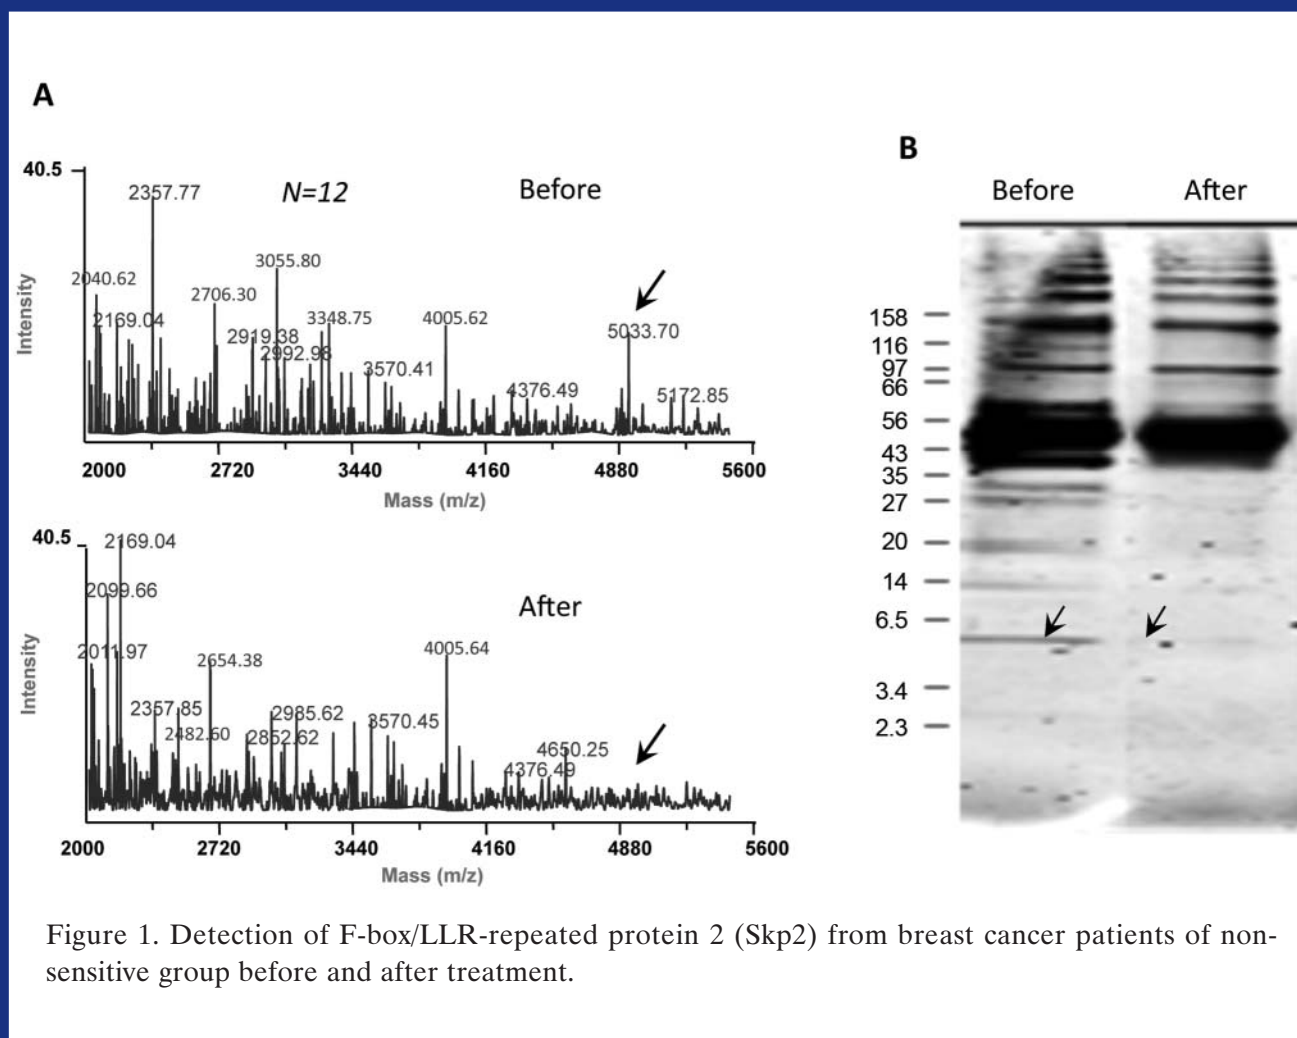 A
40.5
2357.77
N=12
Before
2040.62
2169.04
2706.30
3055.80
2919.38
2992.98
3348.75
3570.41
4005.62
4376.49
5033.70
5172.85
Intensity
2000 2720 3440 4160 4880 5600
Mass (m/z)
40.5
2169.04
2099.66
2011.97
After
2357.85
2482.60
2654.38
2852.62
2985.62
3570.45
4005.64
4376.49
4650.25
Intensity
2000 2720 3440 4160 4880 5600
Mass (m/z)
B
Before After
158
116
97
66
56
43
35
27
20
14
6.5
3.4
2.3
Figure 1. Detection of F-box/LLR-repeated protein 2 (Skp2) from breast cancer patients of non-
sensitive group before and after treatment.